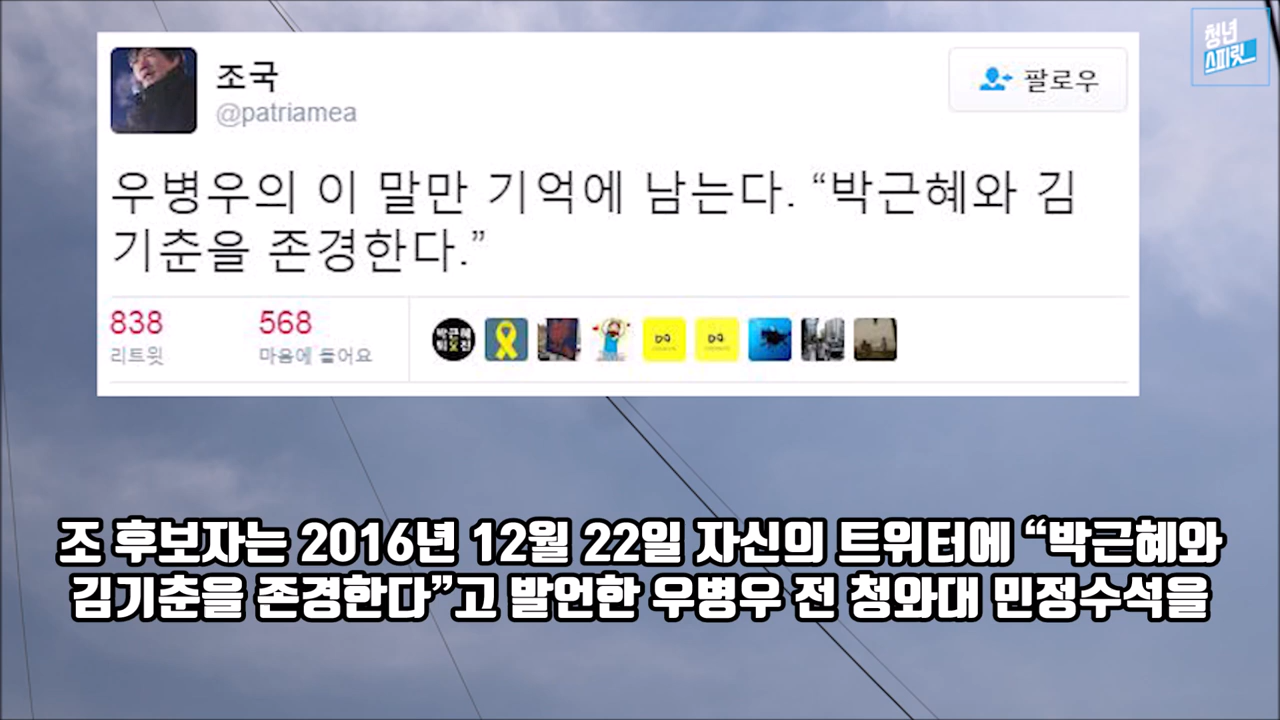 청년
스피릿
조국
@patriamea
팔로우
우병우의 이 말만 기억에 남는다. “박근혜와 김
기춘을 존경한다.”
838
리트윗
568
마음에 들어요
박근혜
조 후보자는 2016년 12월 22일 자신의 트위터에 “박근혜와
김기춘을 존경한다”고 발언한 우병우 전 청와대 민정수석을